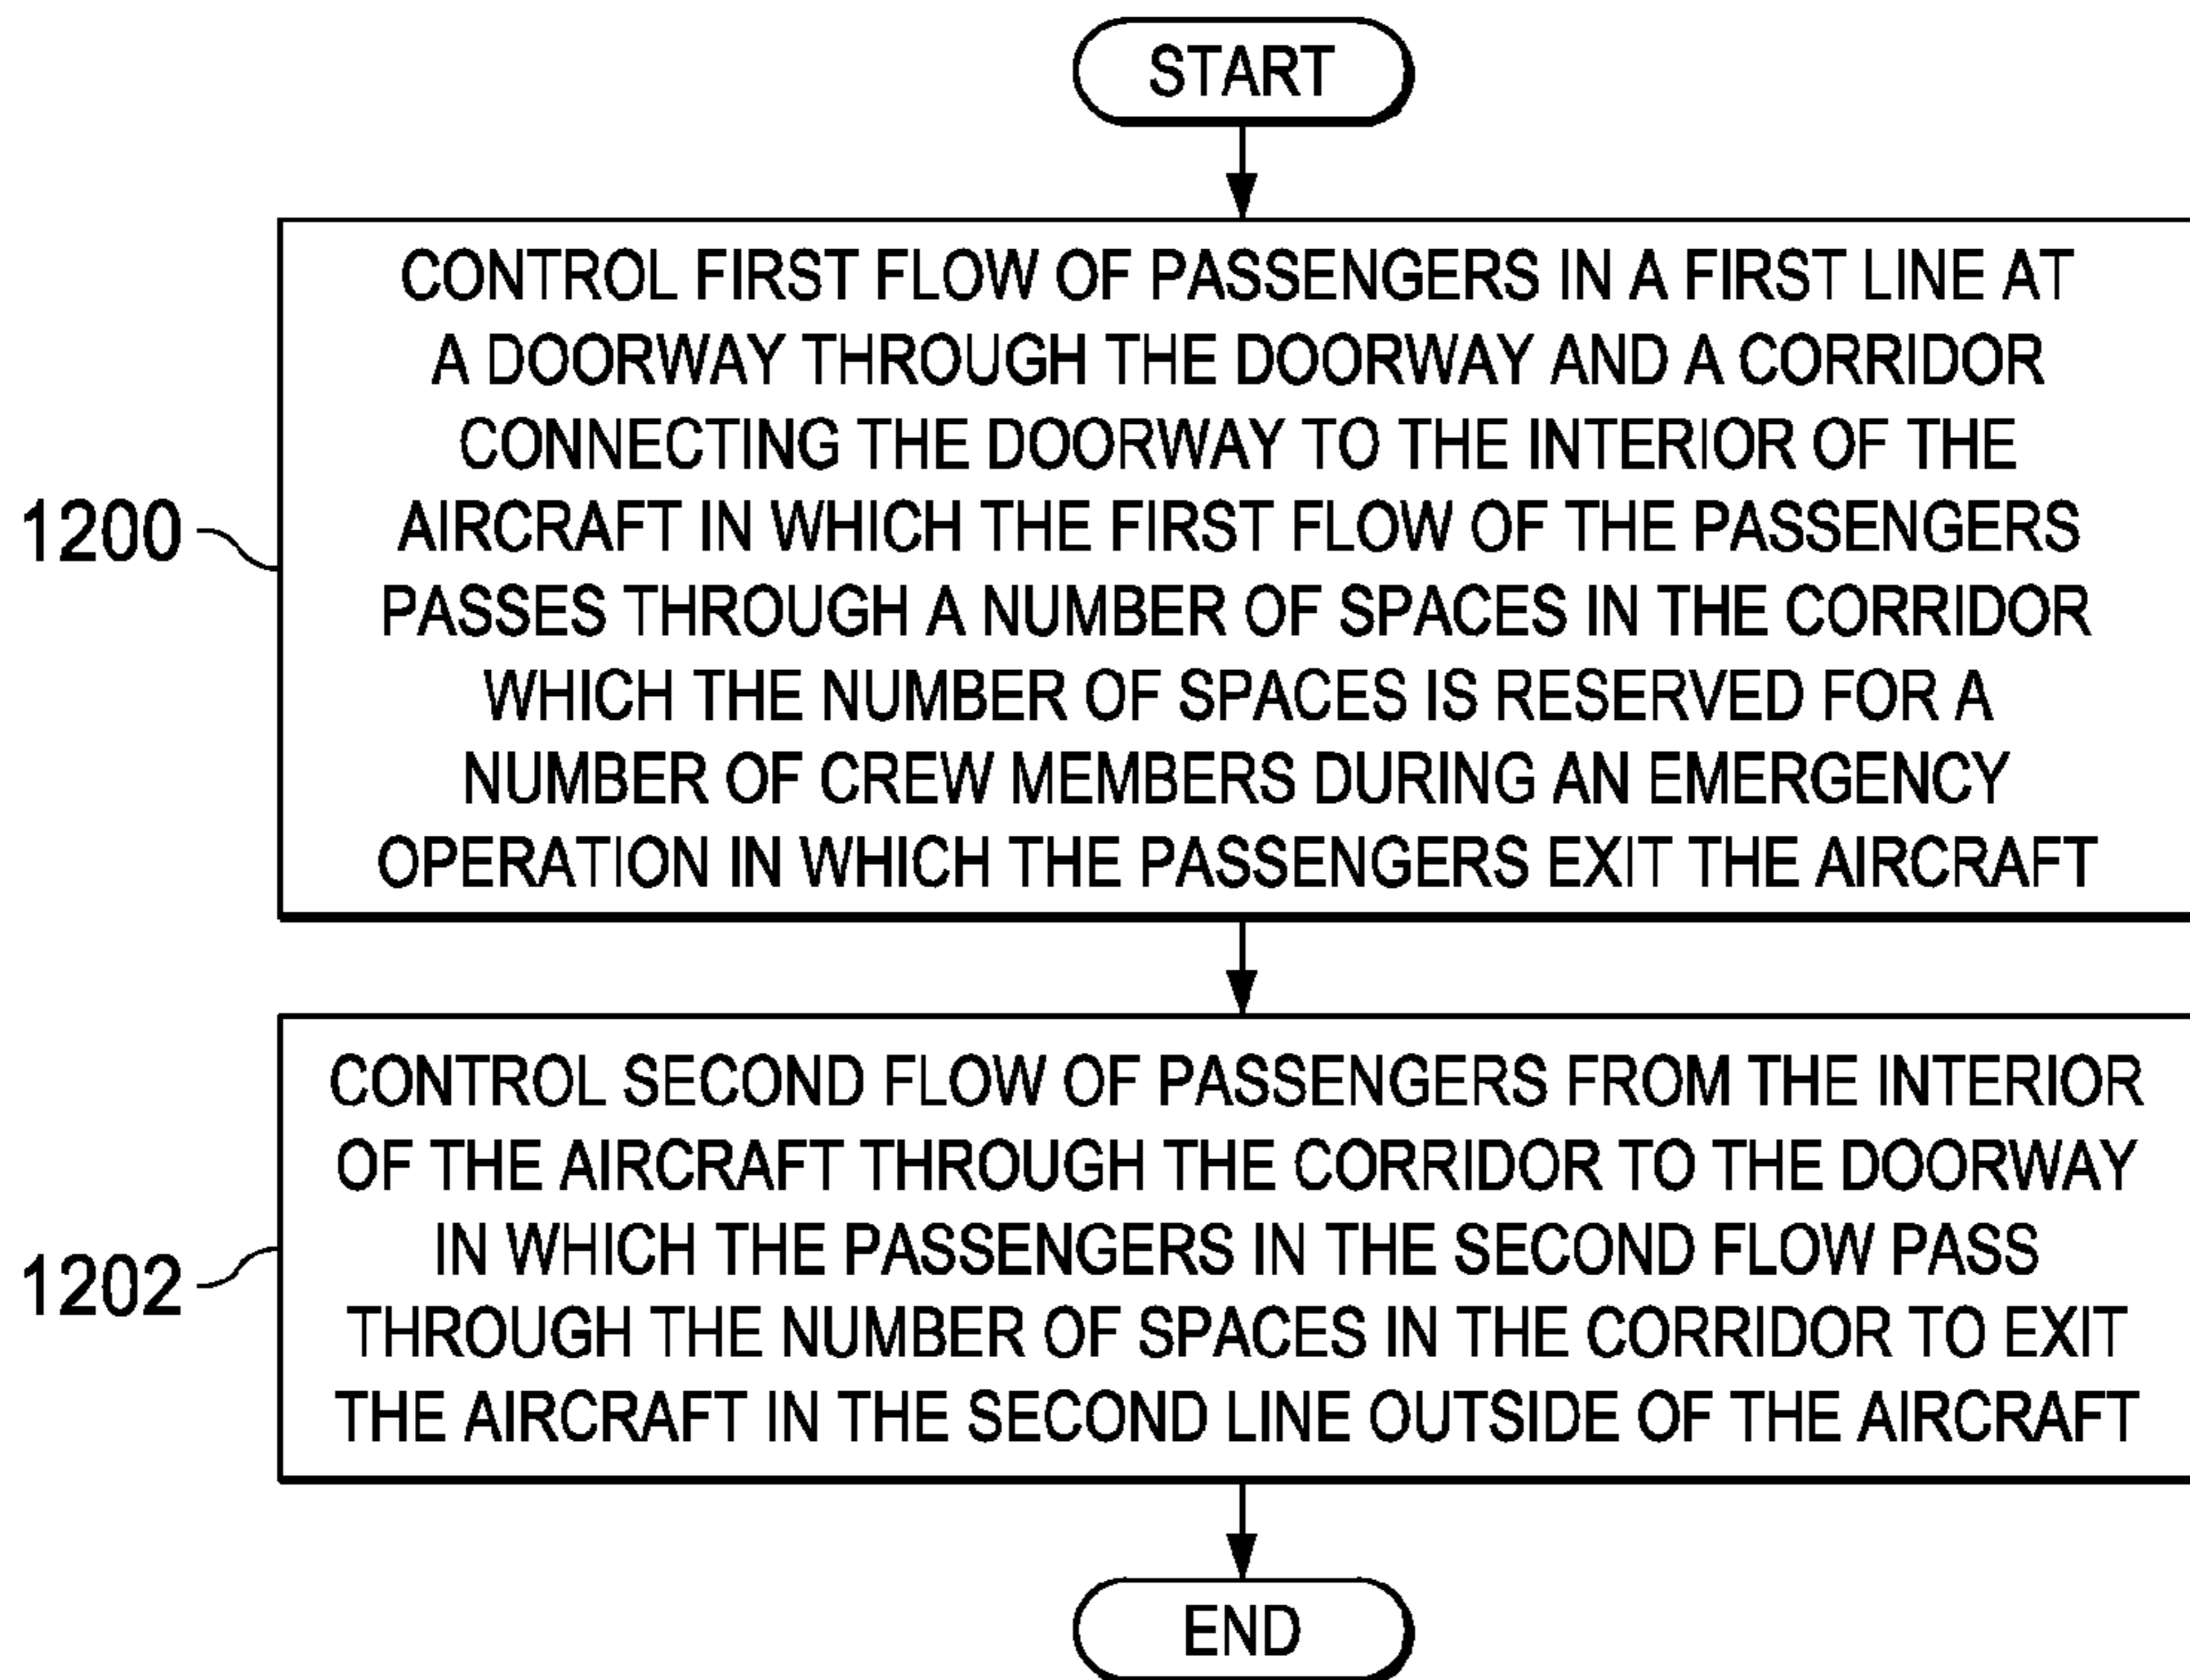 START
CONTROL FIRST FLOW OF PASSENGERS IN A FIRST LINE AT
A DOORWAY THROUGH THE DOORWAY AND A CORRIDOR
CONNECTING THE DOORWAY TO THE INTERIOR OF THE
AIRCRAFT IN WHICH THE FIRST FLOW OF THE PASSENGERS
PASSES THROUGH A NUMBER OF SPACES IN THE CORRIDOR
WHICH THE NUMBER OF SPACES IS RESERVED FOR A
NUMBER OF CREW MEMBERS DURING AN EMERGENCY
OPERATION IN WHICH THE PASSENGERS EXIT THE AIRCRAFT
1200
CONTROL SECOND FLOW OF PASSENGERS FROM THE INTERIOR
OF THE AIRCRAFT THROUGH THE CORRIDOR TO THE DOORWAY
IN WHICH THE PASSENGERS IN THE SECOND FLOW PASS
THROUGH THE NUMBER OF SPACES IN THE CORRIDOR TO EXIT
THE AIRCRAFT IN THE SECOND LINE OUTSIDE OF THE AIRCRAFT
1202
END